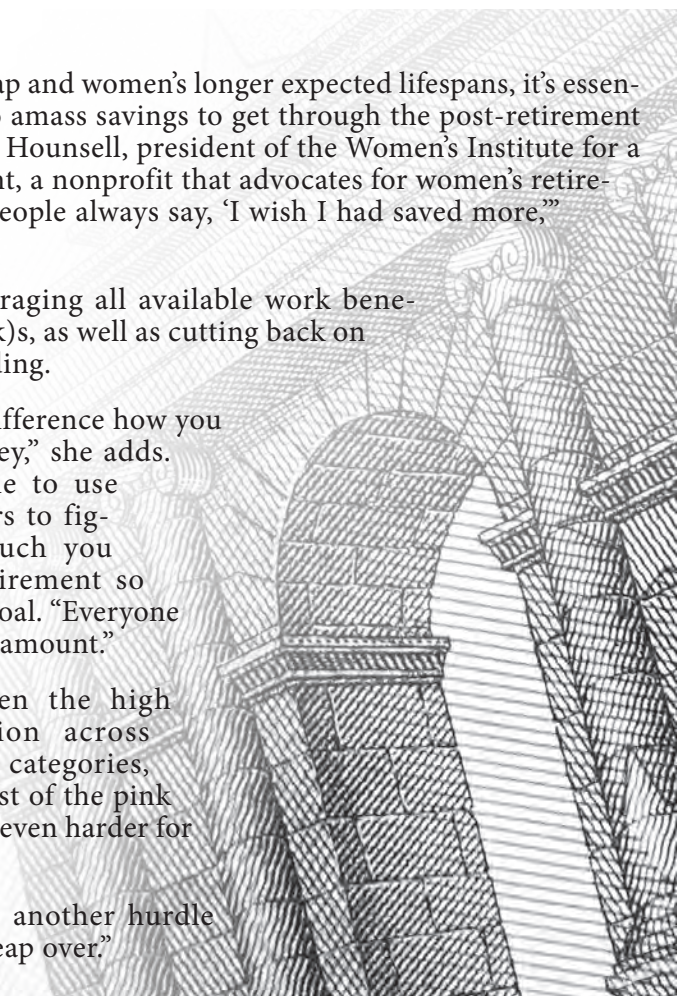 ap and women’s longer expected lifespans, it’s essen-
o amass savings to get through the post-retirement
Hounsell, president of the Women’s Institute for a
nt, a nonprofit that advocates for women’s retire-
eople always say, ‘I wish I had saved more,’”
raging all available work bene-
k)s, as well as cutting back on
ding.
ifference how you
ey,” she adds.
e to use
rs to fig-
uch you
irement so
oal. “Everyone
amount.”
en the high
ion across
categories,
st of the pink
even harder for
another hurdle
eap over.”